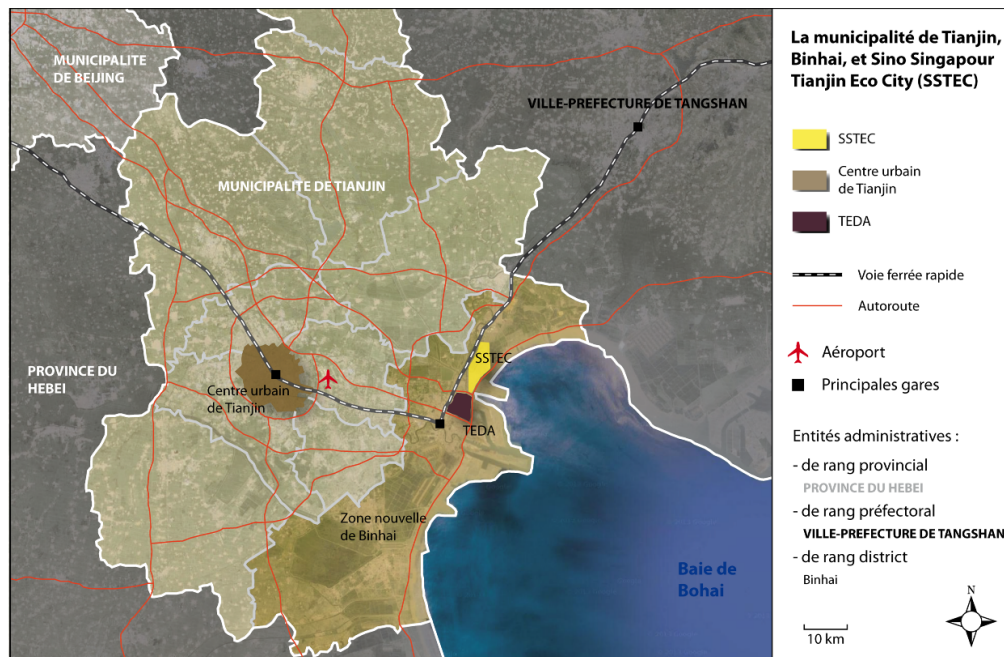 MUNICIPALITE
DE BEIJING
VILLE-PREFECTURE DE TANGSHAN
MUNICIPALITE DE TIANJIN
PROVINCE DU
HEBEI
Centre urbain
de Tianjin
SSTEC
TEDA
Zone nouvelle
de Binhai
Baie de
Bohai
La municipalité de Tianjin,
Binhai, et Sino Singapour
Tianjin Eco City (SSTEC)
SSTEC
Centre urbain
de Tianjin
TEDA
Voie ferrée rapide
Autoroute
Aéroport
Principales gares
Entités administratives :
- de rang provincial
PROVINCE DU HEBEI
- de rang préfectoral
VILLE-PREFECTURE DE TANGSHAN
- de rang district
Binhai
N
10 km